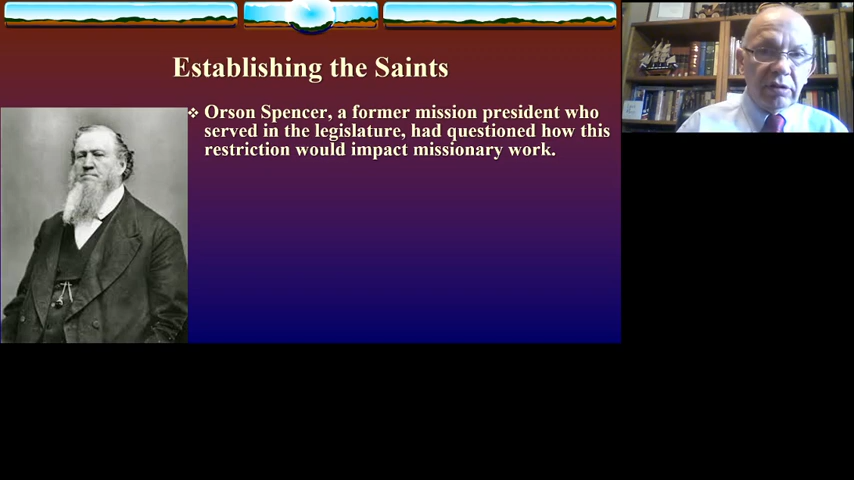 Establishing the Saints
❖ Orson Spencer, a former mission president who
served in the legislature, had questioned how this
restriction would impact missionary work.